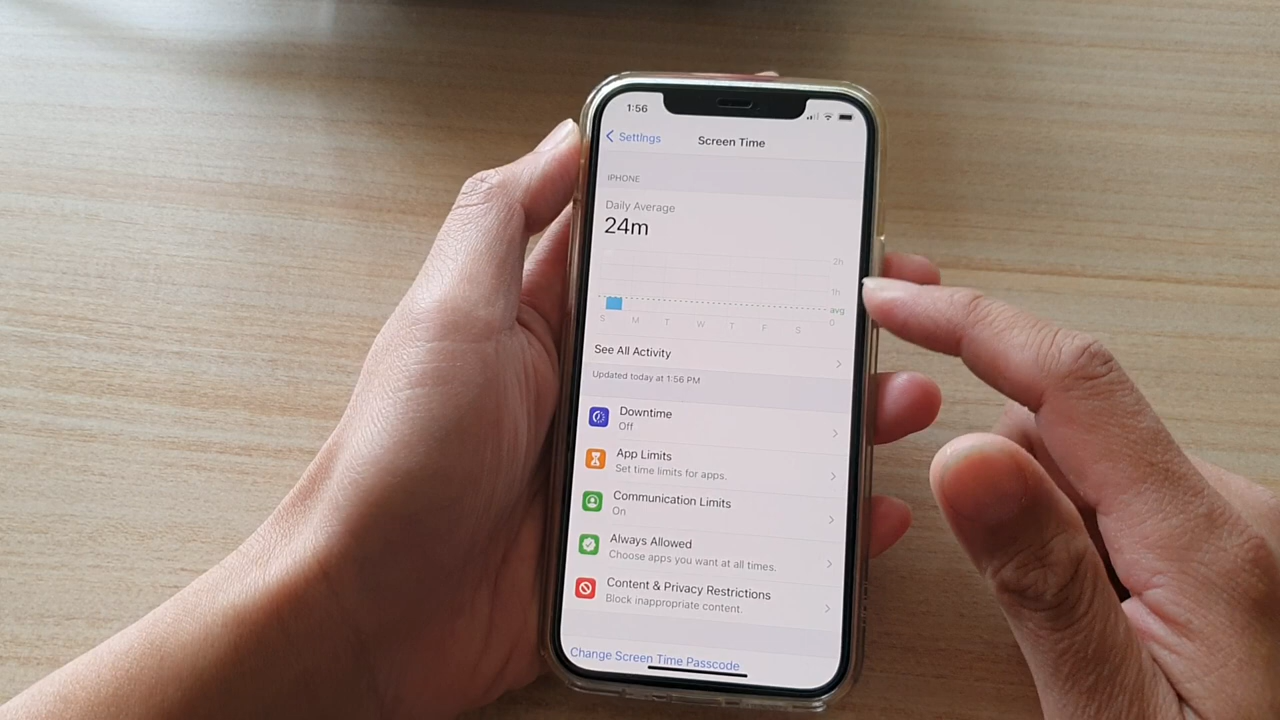 1:56
Settings
Screen Time
IPHONE
Daily Average
24m
2h
1h
avg
0
S M T W T F S
See All Activity
Updated today at 1:56 PM
Downtime
Off
App Limits
Set time limits for apps.
Communication Limits
On
Always Allowed
Choose apps you want at all times.
Content & Privacy Restrictions
Block inappropriate content.
Change Screen Time Passcode